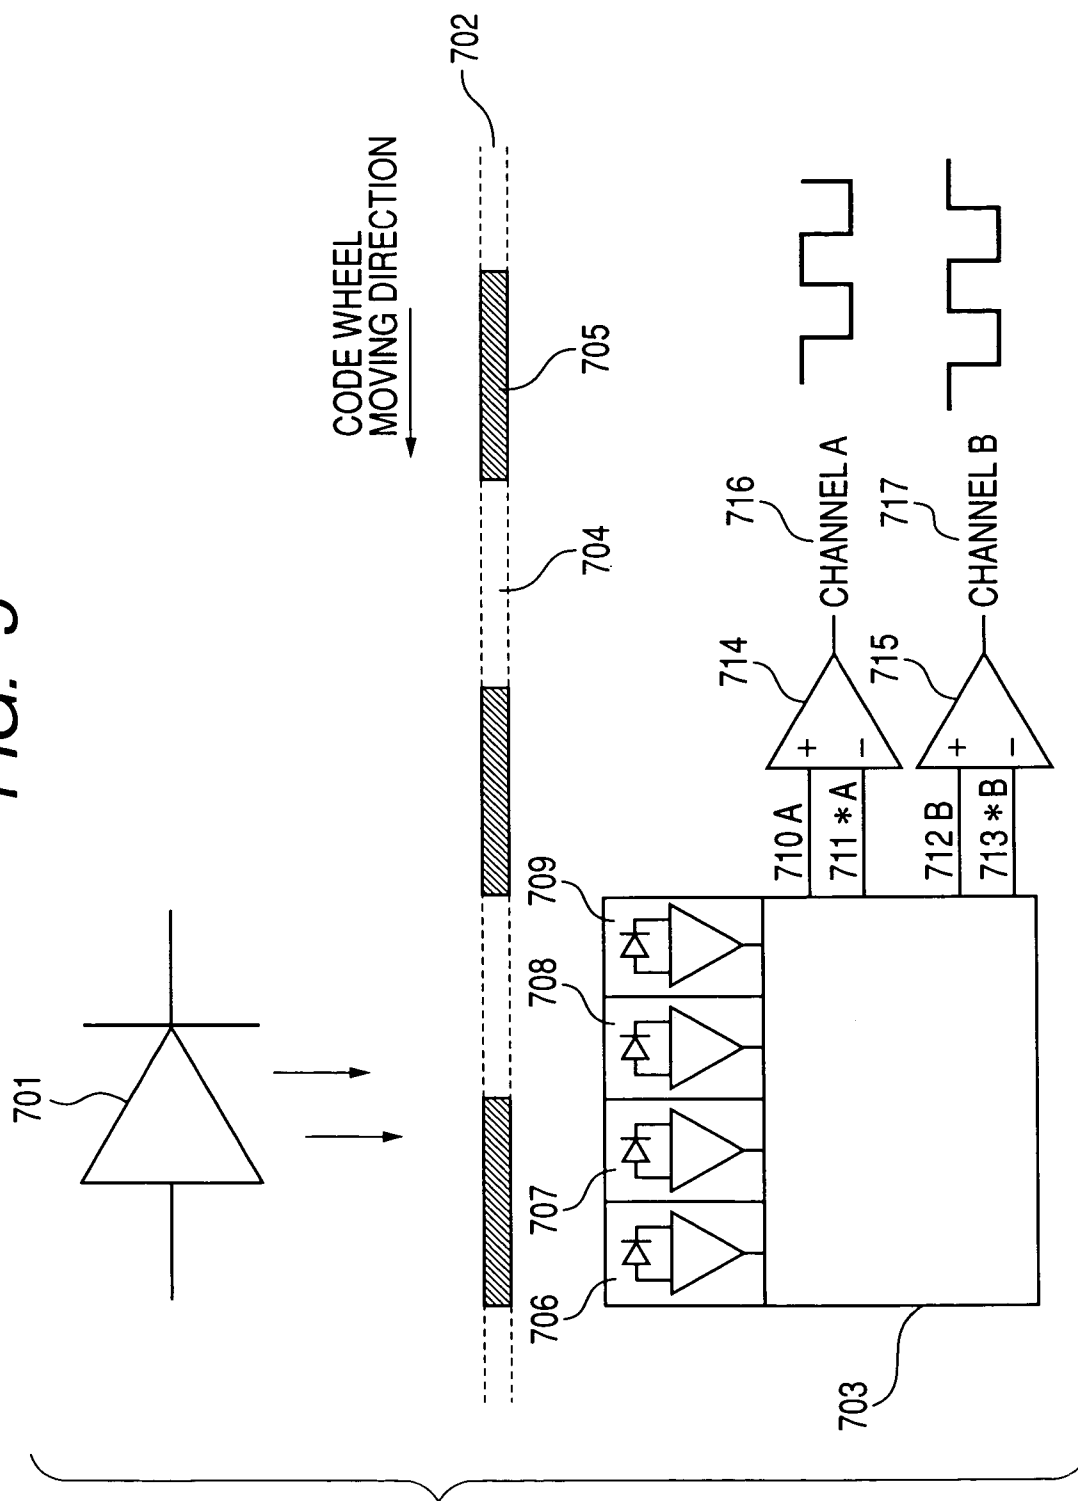 FIG.
701
CODE WHEEL
MOVING DIRECTION
702
704
705
706
707
708
709
703
710 A
711 *A
712 B
713 *B
+
−
+
−
714
715
716
CHANNEL A
717
CHANNEL B